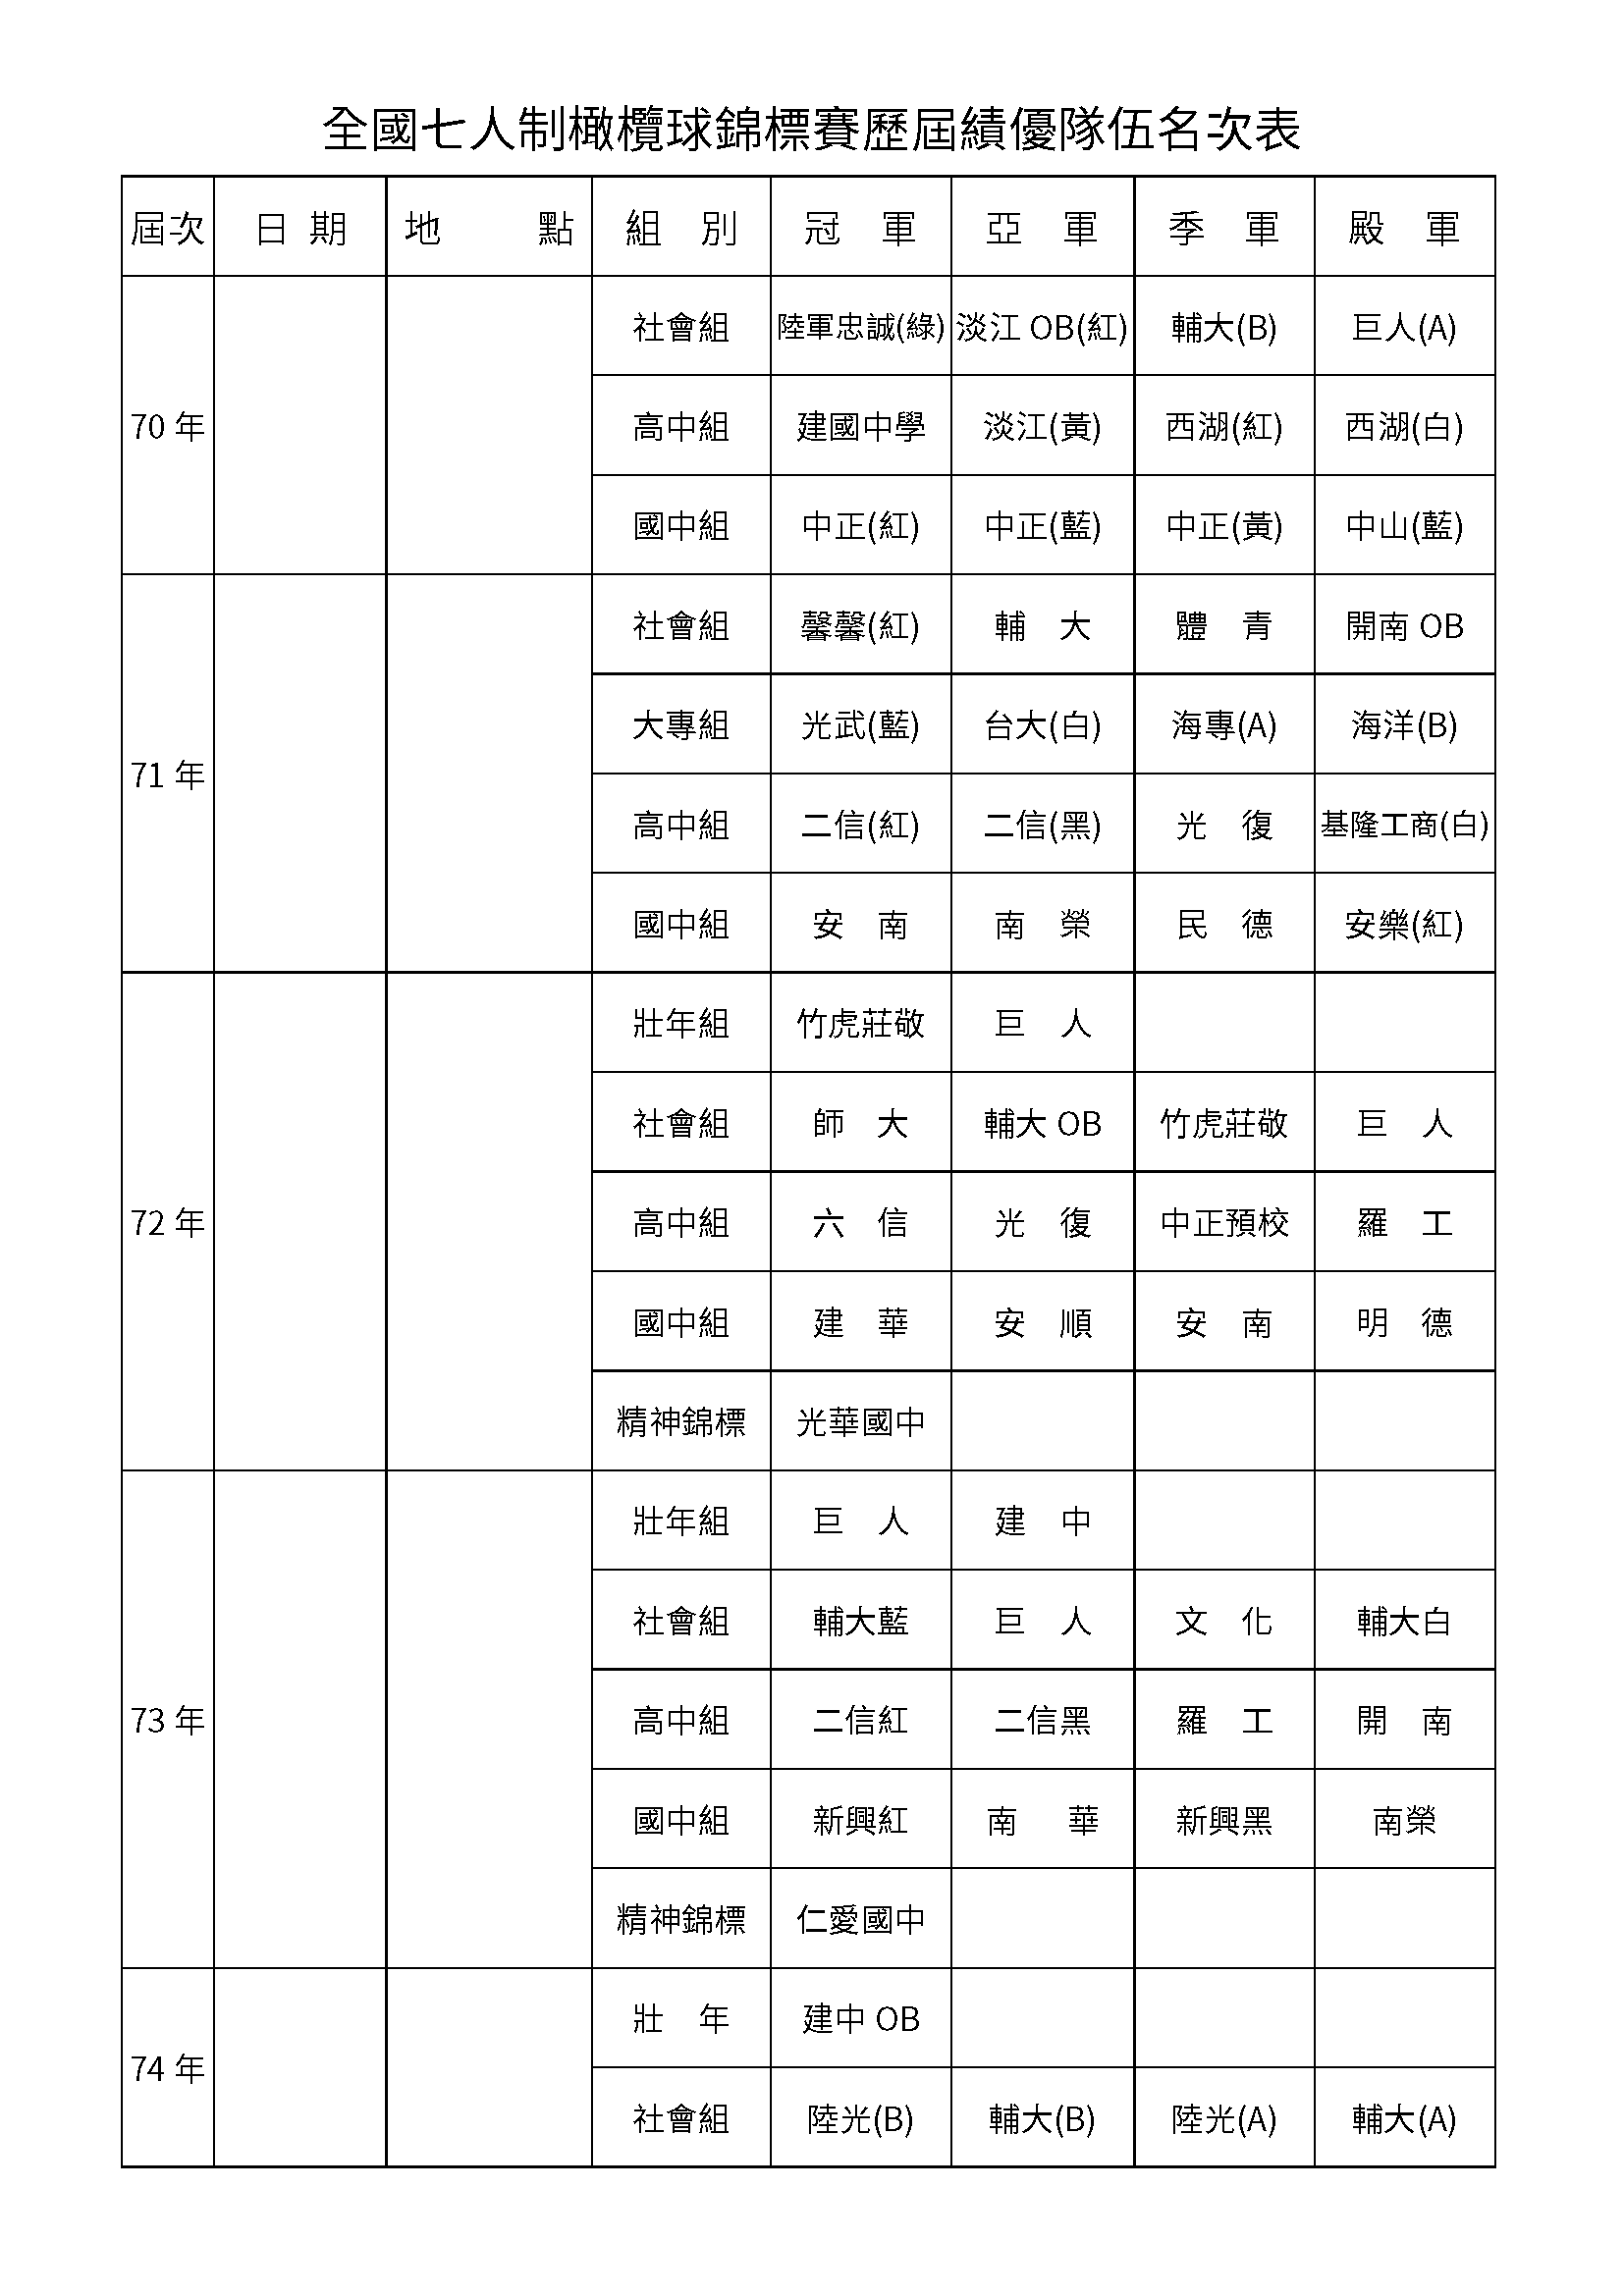 全國七人制橄欖球錦標賽歷屆績優隊伍名次表
屆次 日 期 地 點 組 別 冠 軍 亞 軍 季 軍 殿 軍
70 年
社會組 陸軍忠誠(綠) 淡江 OB(紅) 輔大(B) 巨人(A)
高中組 建國中學 淡江(黃) 西湖(紅) 西湖(白)
國中組 中正(紅) 中正(藍) 中正(黃) 中山(藍)
71 年
社會組 馨馨(紅) 輔 大 體 青 開南 OB
大專組 光武(藍) 台大(白) 海專(A) 海洋(B)
高中組 二信(紅) 二信(黑) 光 復 基隆工商(白)
國中組 安 南 南 榮 民 德 安樂(紅)
72 年
壯年組 竹虎莊敬 巨 人
社會組 師 大 輔大 OB 竹虎莊敬 巨 人
高中組 六 信 光 復 中正預校 羅 工
國中組 建 華 安 順 安 南 明 德
精神錦標 光華國中
73 年
壯年組 巨 人 建 中
社會組 輔大藍 巨 人 文 化 輔大白
高中組 二信紅 二信黑 羅 工 開 南
國中組 新興紅 南 華 新興黑 南榮
精神錦標 仁愛國中
74 年
壯 年 建中 OB
社會組 陸光(B) 輔大(B) 陸光(A) 輔大(A)